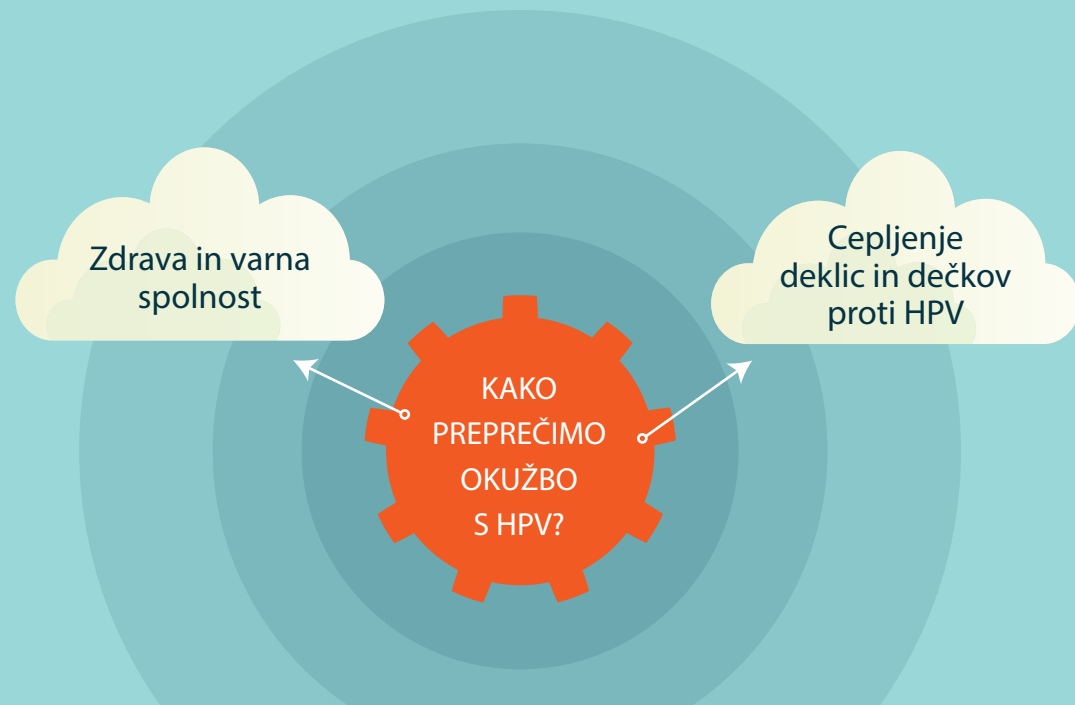 Zdrava in varna
spolnost
Cepljenje
deklic in dečkov
proti HPV
KAKO
PREPREČIMO
OKUŽBO
S HPV?